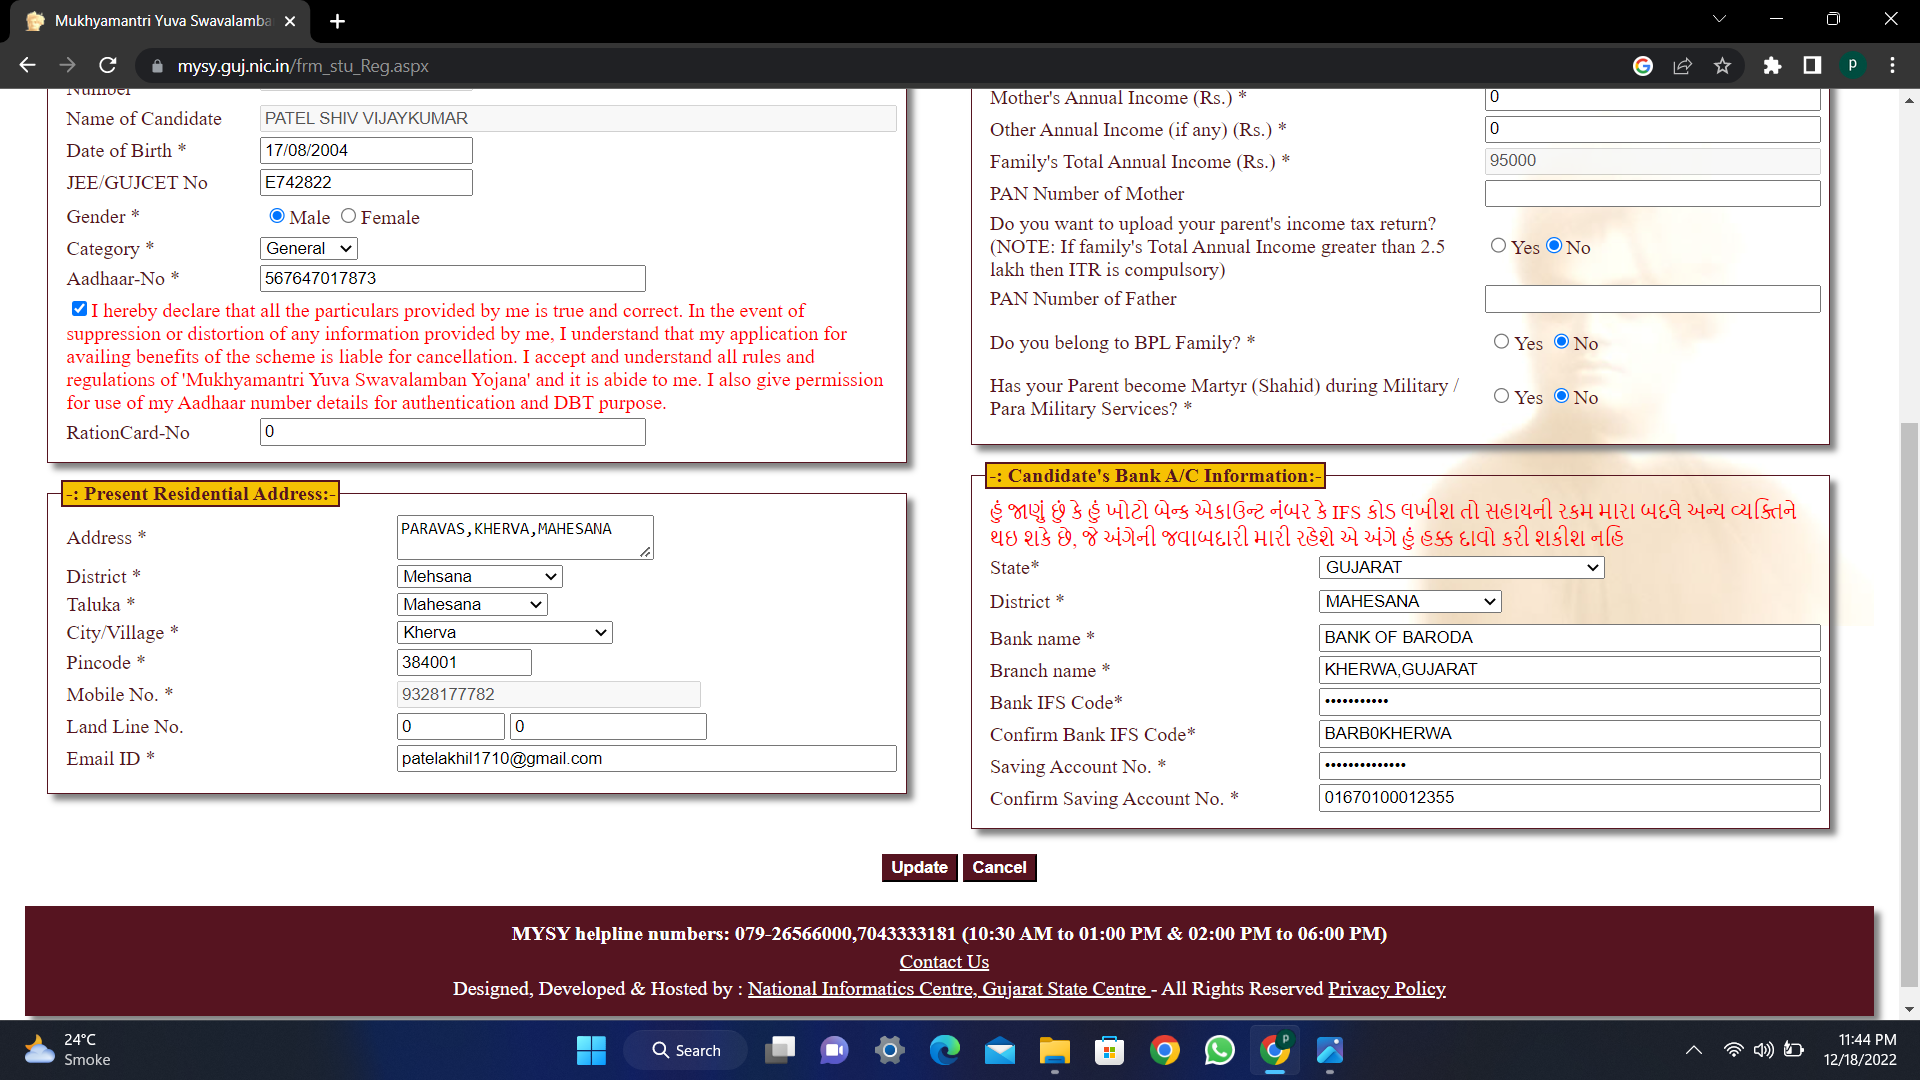 Mukhyamantri Yuva Swavalamba
mysy.guj.nic.in/frm_stu_Reg.aspx
P
Number
Name of Candidate PATEL SHIV VIJAYKUMAR
Date of Birth * 17/08/2004
JEE/GUJCET No E742822
Gender * Male Female
Category * General
Aadhaar-No * 567647017873
I hereby declare that all the particulars provided by me is true and correct. In the event of
suppression or distortion of any information provided by me, I understand that my application for
availing benefits of the scheme is liable for cancellation. I accept and understand all rules and
regulations of 'Mukhyamantri Yuva Swavalamban Yojana' and it is abide to me. I also give permission
for use of my Aadhaar number details for authentication and DBT purpose.
RationCard-No 0
-: Present Residential Address:-
Address * PARAVAS,KHERVA,MAHESANA
District * Mehsana
Taluka * Mahesana
City/Village * Kherva
Pincode * 384001
Mobile No. * 9328177782
Land Line No. 0 0
Email ID * patelakhil1710@gmail.com
Mother's Annual Income (Rs.) * 0
Other Annual Income (if any) (Rs.) * 0
Family's Total Annual Income (Rs.) * 95000
PAN Number of Mother
Do you want to upload your parent's income tax return?
(NOTE: If family's Total Annual Income greater than 2.5 Yes No
lakh then ITR is compulsory)
PAN Number of Father
Do you belong to BPL Family? * Yes No
Has your Parent become Martyr (Shahid) during Military /
Para Military Services? * Yes No
-: Candidate's Bank A/C Information:-
હું જાણું છું કે હું ખોટો બેન્ક એકાઉન્ટ નંબર કે IFS કોડ લખીશ તો સહાયની રકમ મારા બદલે અન્ય વ્યક્તિને
થઇ શકે છે, જે અંગેની જવાબદારી મારી રહેશે એ અંગે હું હક્ક દાવો કરી શકીશ નહિ
State* GUJARAT
District * MAHESANA
Bank name * BANK OF BARODA
Branch name * KHERWA,GUJARAT
Bank IFS Code* •••••••••••
Confirm Bank IFS Code* BARB0KHERWA
Saving Account No. * ••••••••••••••
Confirm Saving Account No. * 01670100012355
Update Cancel
MYSY helpline numbers: 079-26566000,7043333181 (10:30 AM to 01:00 PM & 02:00 PM to 06:00 PM)
Contact Us
Designed, Developed & Hosted by : National Informatics Centre, Gujarat State Centre - All Rights Reserved Privacy Policy
24°C
Smoke
Search
11:44 PM
12/18/2022